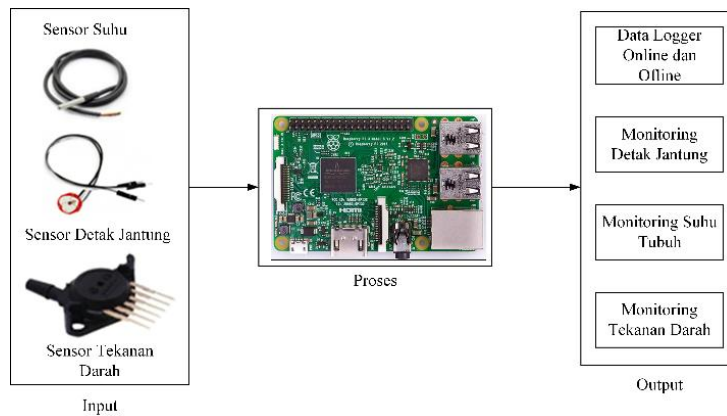 Sensor Suhu
Sensor Detak Jantung
Sensor Tekanan
Darah
Input
HDMI
Proses
Data Logger
Online dan
Ofline
Monitoring
Detak Jantung
Monitoring Suhu
Tubuh
Monitoring
Tekanan Darah
Output